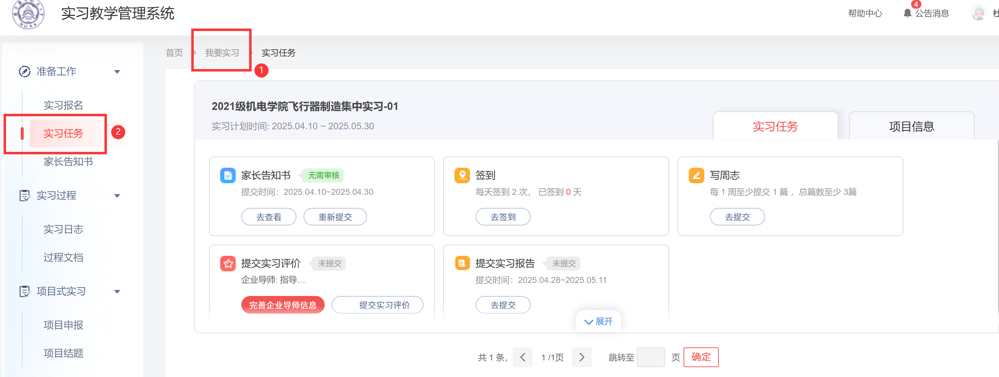 实习教学管理系统
帮助中心
4
公告消息
1952
NUAA
首页 > 我要实习 > 实习任务
1
准备工作
实习报名
实习任务
2
家长告知书
实习过程
实习日志
过程文档
项目式实习
项目申报
项目结题
2021级机电学院飞行器制造集中实习-01
实习计划时间: 2025.04.10 ~ 2025.05.30
实习任务
项目信息
家长告知书 无需审核
提交时间：2025.04.10~2025.04.30
去查看 重新提交
签到
每天签到 2 次， 已签到 0 天
去签到
写周志
每 1 周至少提交 1 篇 ，总篇数至少 3篇
去提交
提交实习评价 未提交
企业导师: 指导...
完善企业导师信息 提交实习评价
提交实习报告 未提交
提交时间：2025.04.28~2025.05.11
去提交
展开
共 1 条, < 1 /1页 > 跳转至 页 确定